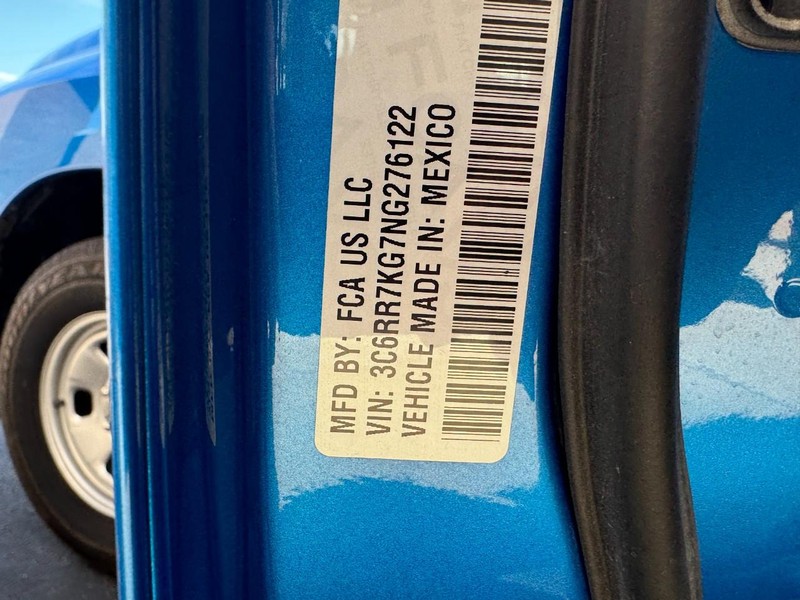 MFD BY: FCA US LLC
VIN: 3C6RR7KG7NG276122
VEHICLE MADE IN: MEXICO